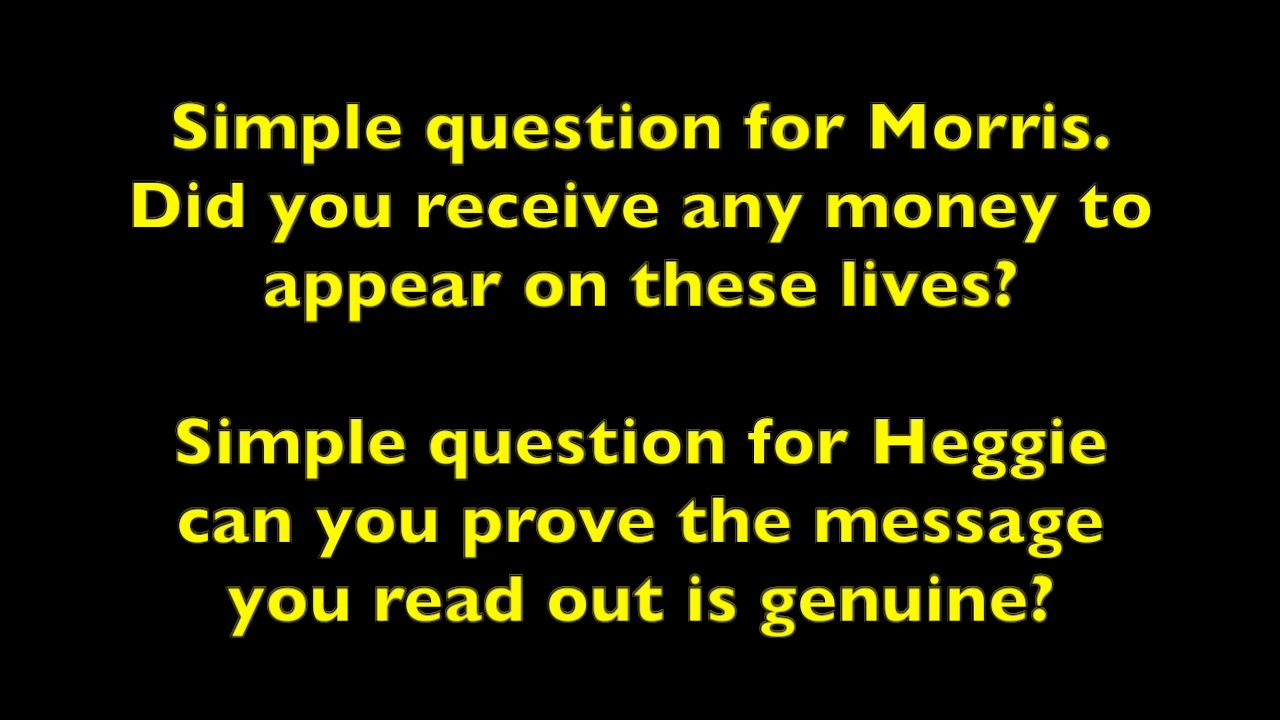 Simple question for Morris.
Did you receive any money to
appear on these lives?
Simple question for Heggie
can you prove the message
you read out is genuine?